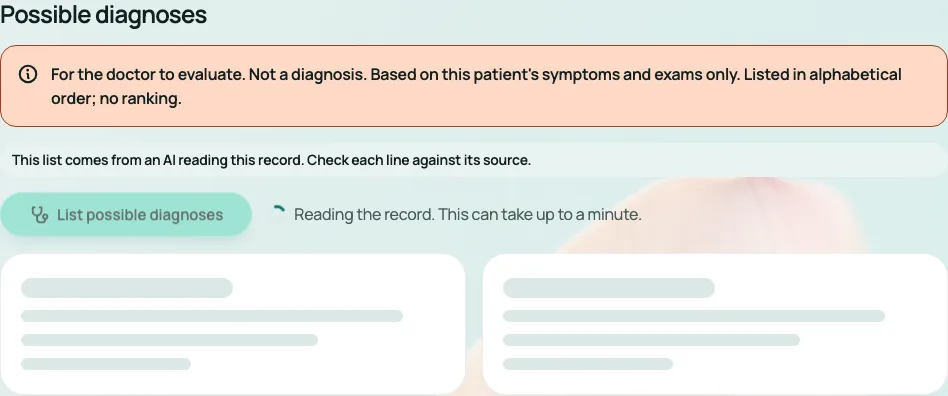 Possible diagnoses
For the doctor to evaluate. Not a diagnosis. Based on this patient's symptoms and exams only. Listed in alphabetical
order; no ranking.
This list comes from an AI reading this record. Check each line against its source.
List possible diagnoses
Reading the record. This can take up to a minute.